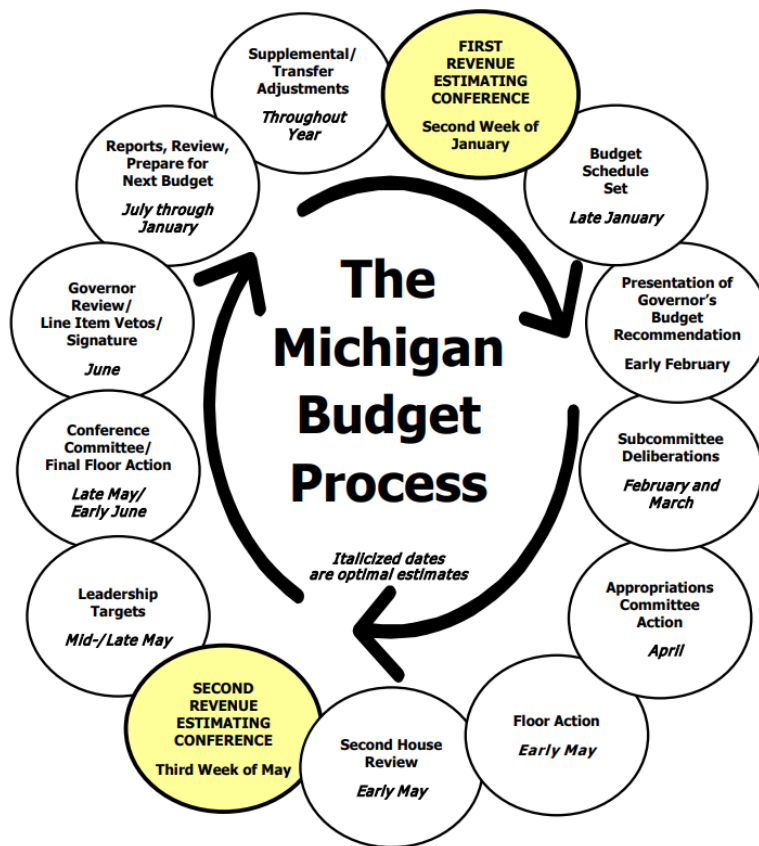 FIRST
REVENUE
ESTIMATING
CONFERENCE
Second Week of
January
Budget
Schedule
Set
Late January
Presentation of
Governor's
Budget
Recommendation
Early February
Subcommittee
Deliberations
February and
March
Appropriations
Committee
Action
April
Floor Action
Early May
Second House
Review
Early May
SECOND
REVENUE
ESTIMATING
CONFERENCE
Third Week of May
Leadership
Targets
Mid-/Late May
Conference
Committee/
Final Floor Action
Late May/
Early June
Governor
Review/
Line Item Vetos/
Signature
June
Reports, Review,
Prepare for
Next Budget
July through
January
Supplemental/
Transfer
Adjustments
Throughout
Year
The
Michigan
Budget
Process
Italicized dates
are optimal estimates